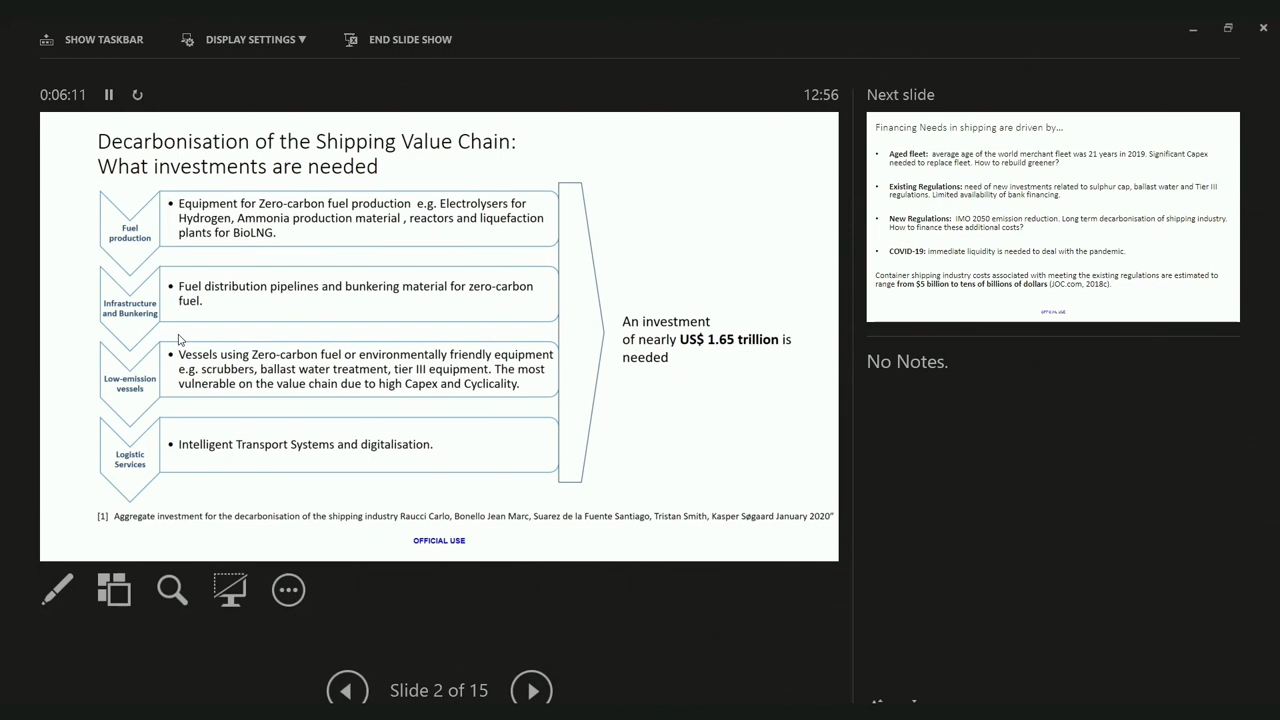 SHOW TASKBAR
DISPLAY SETTINGS ▼
END SLIDE SHOW
0:06:11
12:56
Decarbonisation of the Shipping Value Chain:
What investments are needed
Fuel
production
• Equipment for Zero-carbon fuel production e.g. Electrolysers for
Hydrogen, Ammonia production material , reactors and liquefaction
plants for BioLNG.
Infrastructure
and Bunkering
• Fuel distribution pipelines and bunkering material for zero-carbon
fuel.
Low-emission
vessels
• Vessels using Zero-carbon fuel or environmentally friendly equipment
e.g. scrubbers, ballast water treatment, tier III equipment. The most
vulnerable on the value chain due to high Capex and Cyclicality.
Logistic
Services
• Intelligent Transport Systems and digitalisation.
An investment
of nearly US$ 1.65 trillion is
needed
[1] Aggregate investment for the decarbonisation of the shipping industry Raucci Carlo, Bonello Jean Marc, Suarez de la Fuente Santiago, Tristan Smith, Kasper Søgaard January 2020"
OFFICIAL USE
Slide 2 of 15
Next slide
Financing Needs in shipping are driven by...
• Aged fleet: average age of the world merchant fleet was 21 years in 2019. Significant Capex
needed to replace fleet. How to rebuild greener?
• Existing Regulations: need of new investments related to sulphur cap, ballast water and Tier III
regulations. Limited availability of bank financing.
• New Regulations: IMO 2050 emission reduction. Long term decarbonisation of shipping industry.
How to finance these additional costs?
• COVID-19: immediate liquidity is needed to deal with the pandemic.
Container shipping industry costs associated with meeting the existing regulations are estimated to
range from $5 billion to tens of billions of dollars (JOC.com, 2018c).
OFFICIAL USE
No Notes.